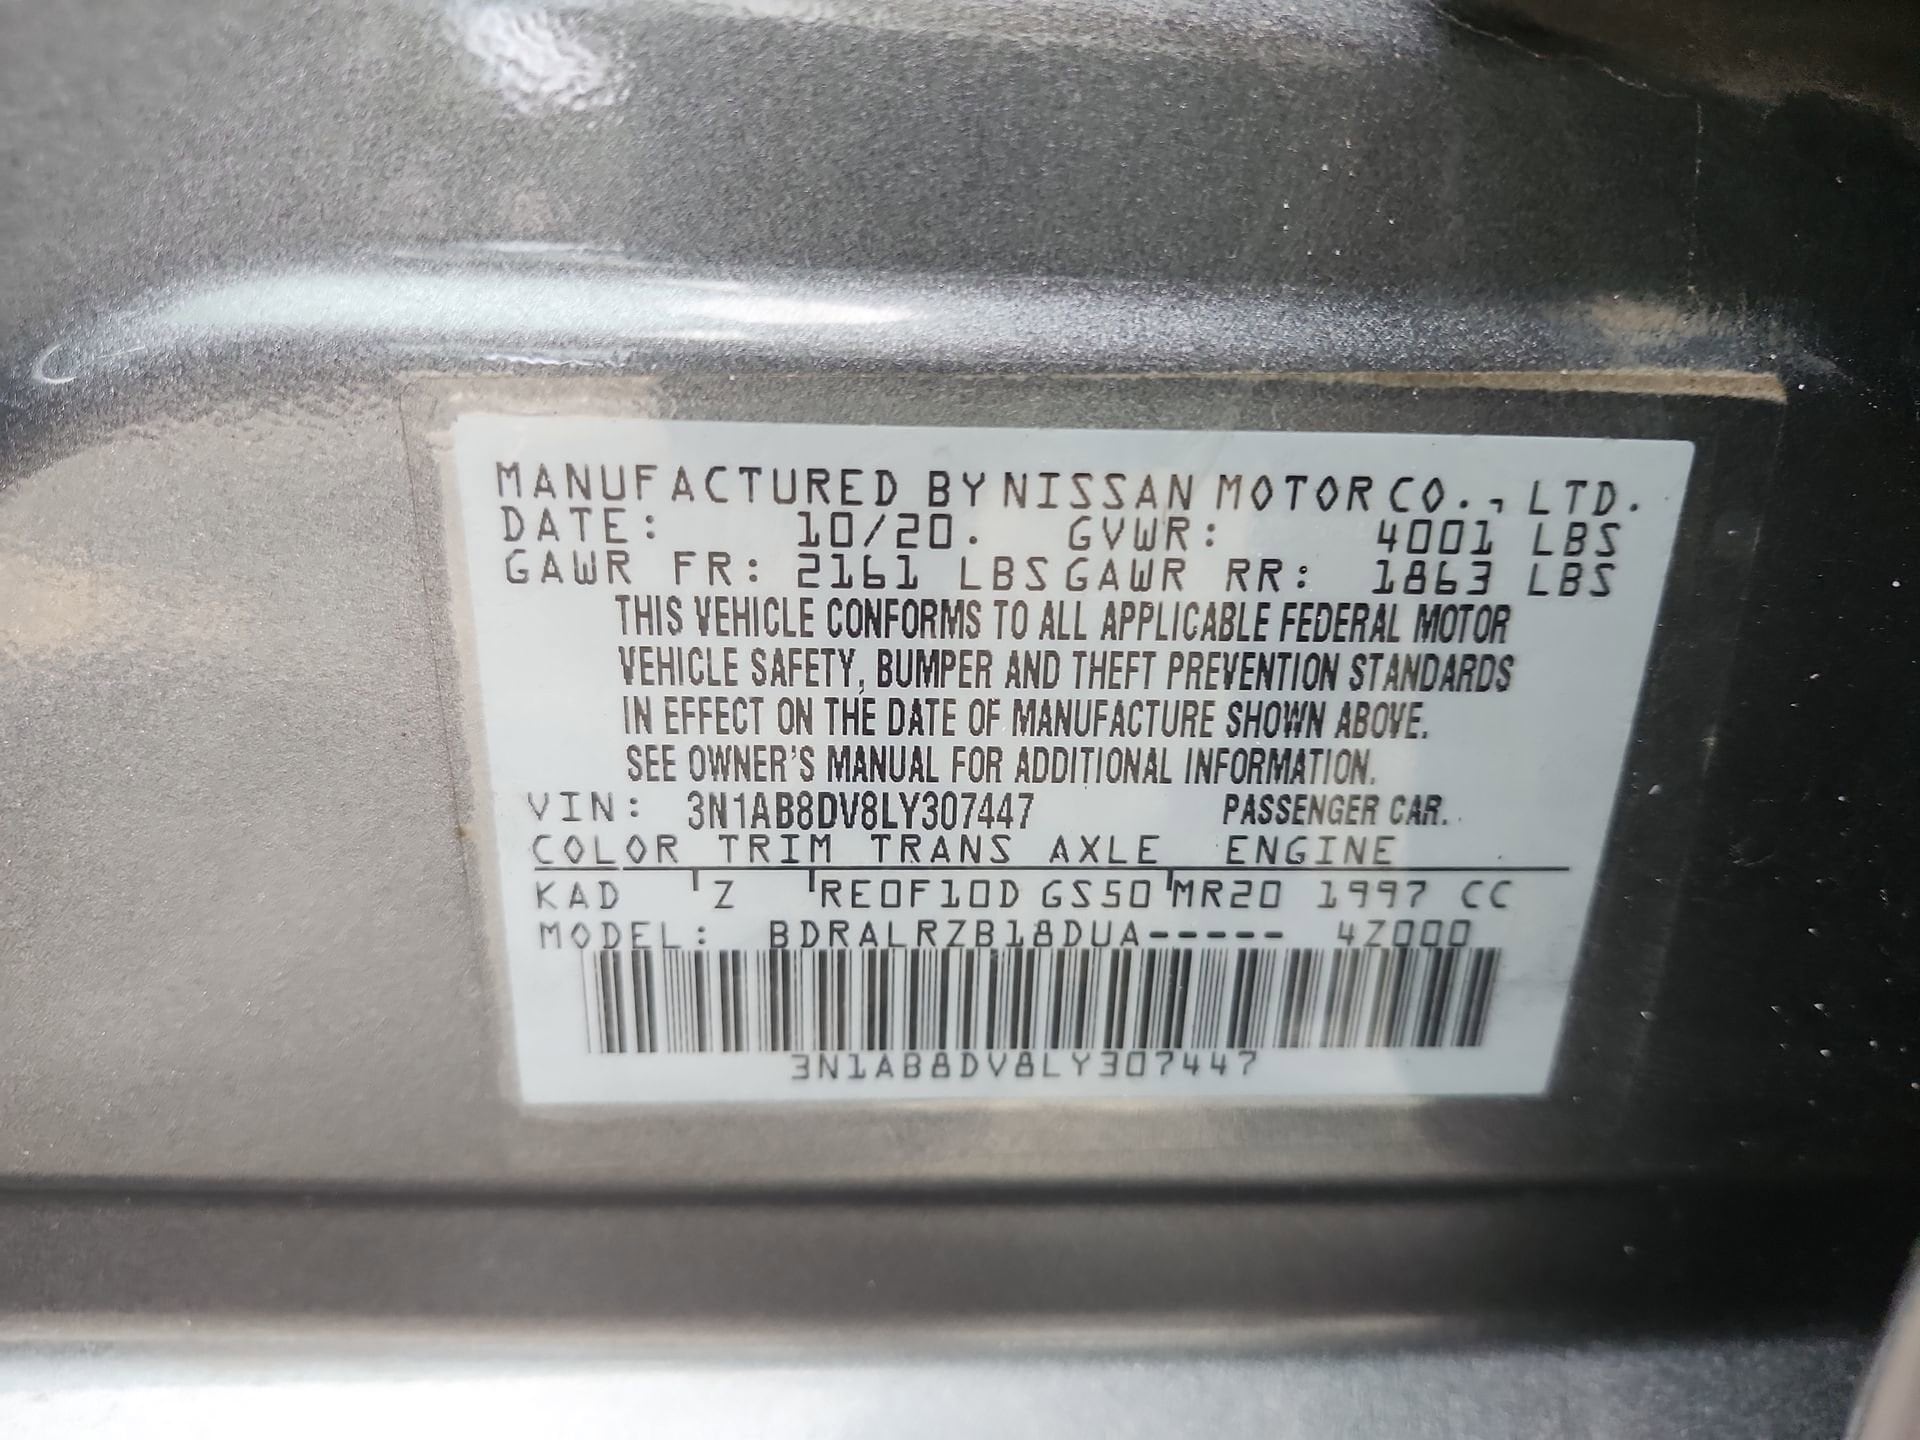 MANUFACTURED BY NISSAN MOTOR CO., LTD.
DATE: 10/20. GVWR: 4001 LBS
GAWR FR: 2161 LBS GAWR RR: 1863 LBS
THIS VEHICLE CONFORMS TO ALL APPLICABLE FEDERAL MOTOR
VEHICLE SAFETY, BUMPER AND THEFT PREVENTION STANDARDS
IN EFFECT ON THE DATE OF MANUFACTURE SHOWN ABOVE.
SEE OWNER'S MANUAL FOR ADDITIONAL INFORMATION.
VIN: 3N1AB8DV8LY307447 PASSENGER CAR.
COLOR TRIM TRANS AXLE ENGINE
KAD Z RE0F10D GS50 MR20 1997 CC
MODEL: BDRALRZB18DUA----- 4Z000
3N1AB8DV8LY307447